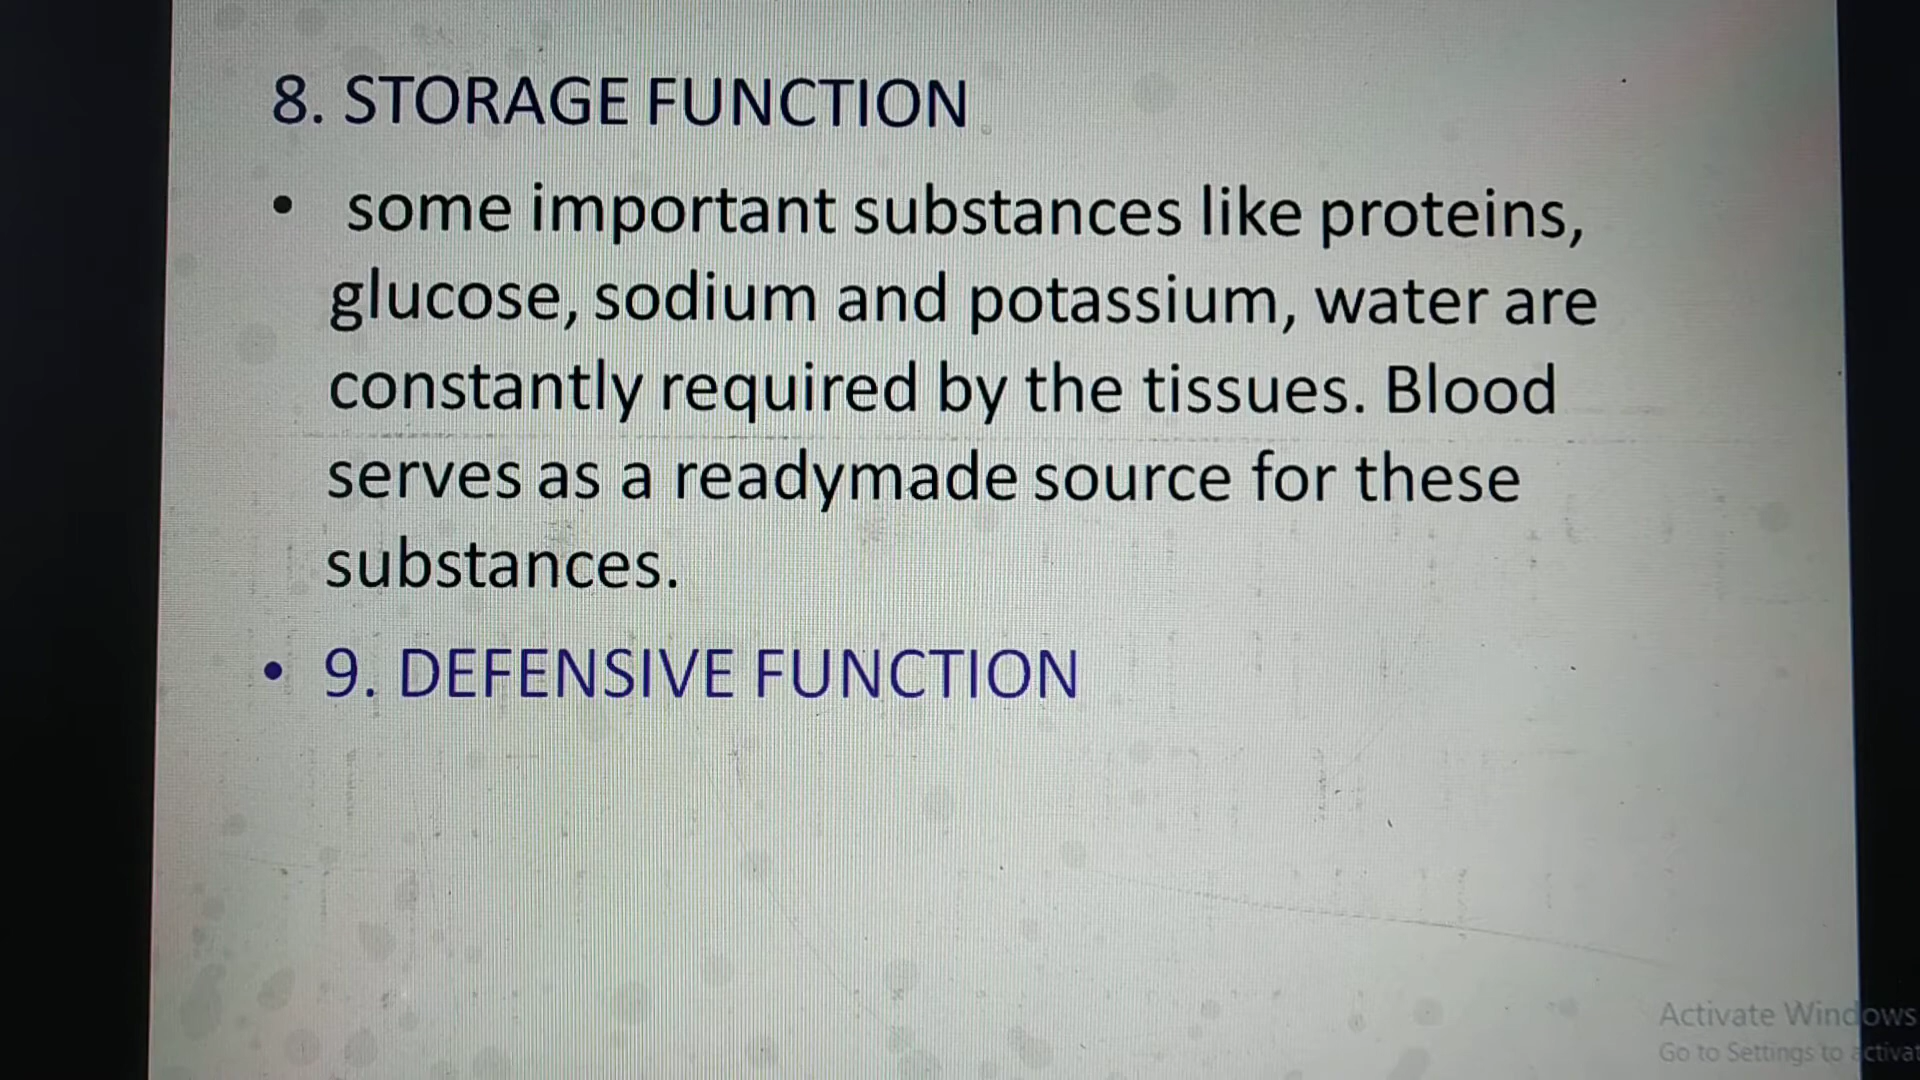 8. STORAGE FUNCTION
• some important substances like proteins,
glucose, sodium and potassium, water are
constantly required by the tissues. Blood
serves as a readymade source for these
substances.
• 9. DEFENSIVE FUNCTION
Activate Windows
Go to Settings to activat